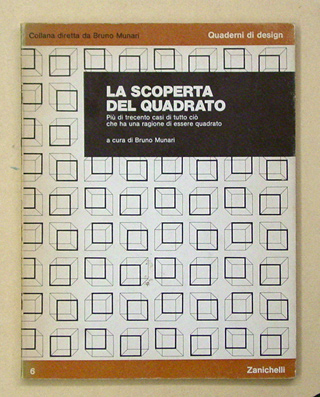 Collana diretta da Bruno Munari
Quaderni di design
LA SCOPERTA
DEL QUADRATO
Più di trecento casi di tutto ciò
che ha una ragione di essere quadrato
a cura di Bruno Munari
6
Zanichelli